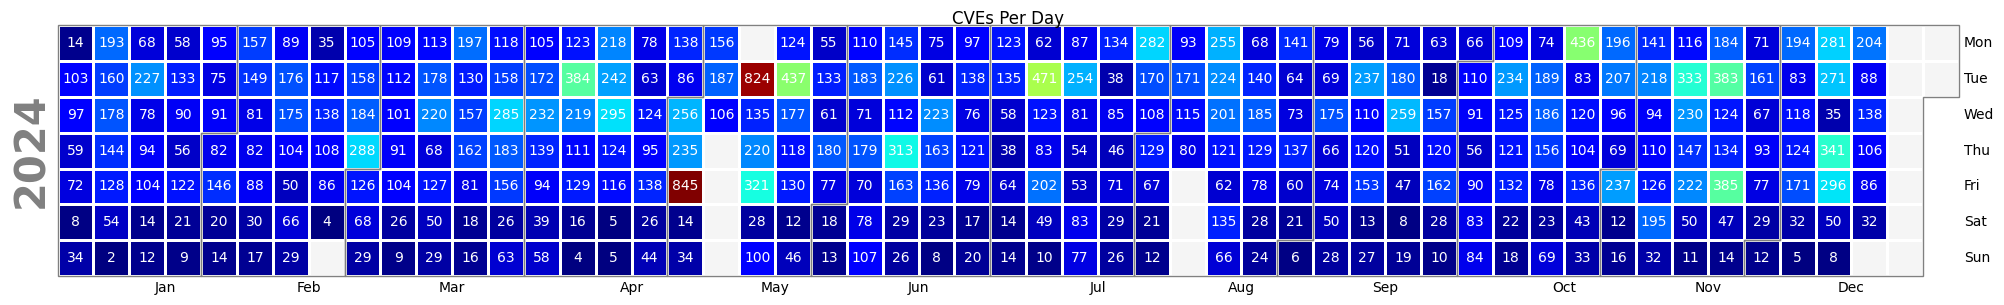 CVEs Per Day
14 193 68 58 95 157 89 35 105 109 113 197 118 105 123 218 78 138 156 124 55 110 145 75 97 123 62 87 134 282 93 255 68 141 79 56 71 63 66 109 74 436 196 141 116 184 71 194 281 204 Mon
103 160 227 133 75 149 176 117 158 112 178 130 158 172 384 242 63 86 187 824 437 133 183 226 61 138 135 471 254 38 170 171 224 140 64 69 237 180 18 110 234 189 83 207 218 333 383 161 83 271 88 Tue
97 178 78 90 91 81 175 138 184 101 220 157 285 232 219 295 124 256 106 135 177 61 71 112 223 76 58 123 81 85 108 115 201 185 73 175 110 259 157 91 125 186 120 96 94 230 124 67 118 35 138 Wed
59 144 94 56 82 82 104 108 288 91 68 162 183 139 111 124 95 235 220 118 180 179 313 163 121 38 83 54 46 129 80 121 129 137 66 120 51 120 56 121 156 104 69 110 147 134 93 124 341 106 Thu
72 128 104 122 146 88 50 86 126 104 127 81 156 94 129 116 138 845 321 130 77 70 163 136 79 64 202 53 71 67 62 78 60 74 153 47 162 90 132 78 136 237 126 222 385 77 171 296 86 Fri
8 54 14 21 20 30 66 4 68 26 50 18 26 39 16 5 26 14 28 12 18 78 29 23 17 14 49 83 29 21 135 28 21 50 13 8 28 83 22 23 43 12 195 50 47 29 32 50 32 Sat
34 2 12 9 14 17 29 29 9 29 16 63 58 4 5 44 34 100 46 13 107 26 8 20 14 10 77 26 12 66 24 6 28 27 19 10 84 18 69 33 16 32 11 14 12 5 8 Sun
2024
Jan Feb Mar Apr May Jun Jul Aug Sep Oct Nov Dec